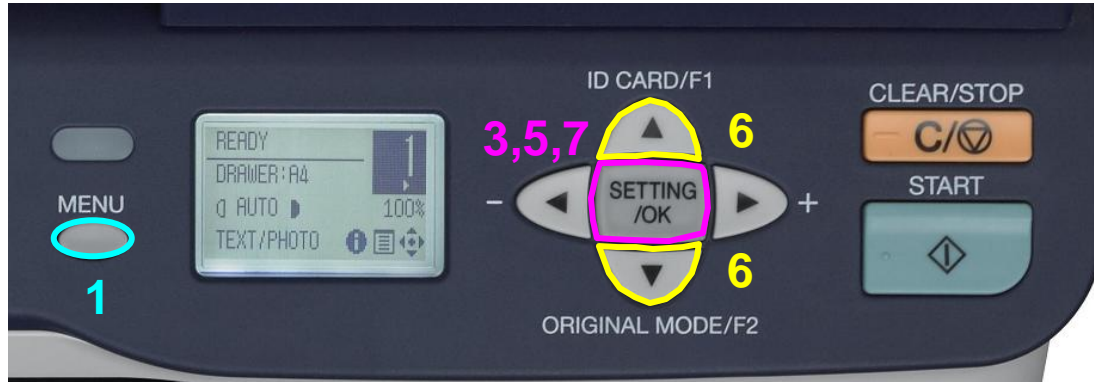 ID CARD/F1
CLEAR/STOP
C/
3,5,7
6
READY
1
DRAWER:A4
AUTO
100%
TEXT/PHOTO
MENU
1
-
SETTING
/OK
+
START
6
ORIGINAL MODE/F2